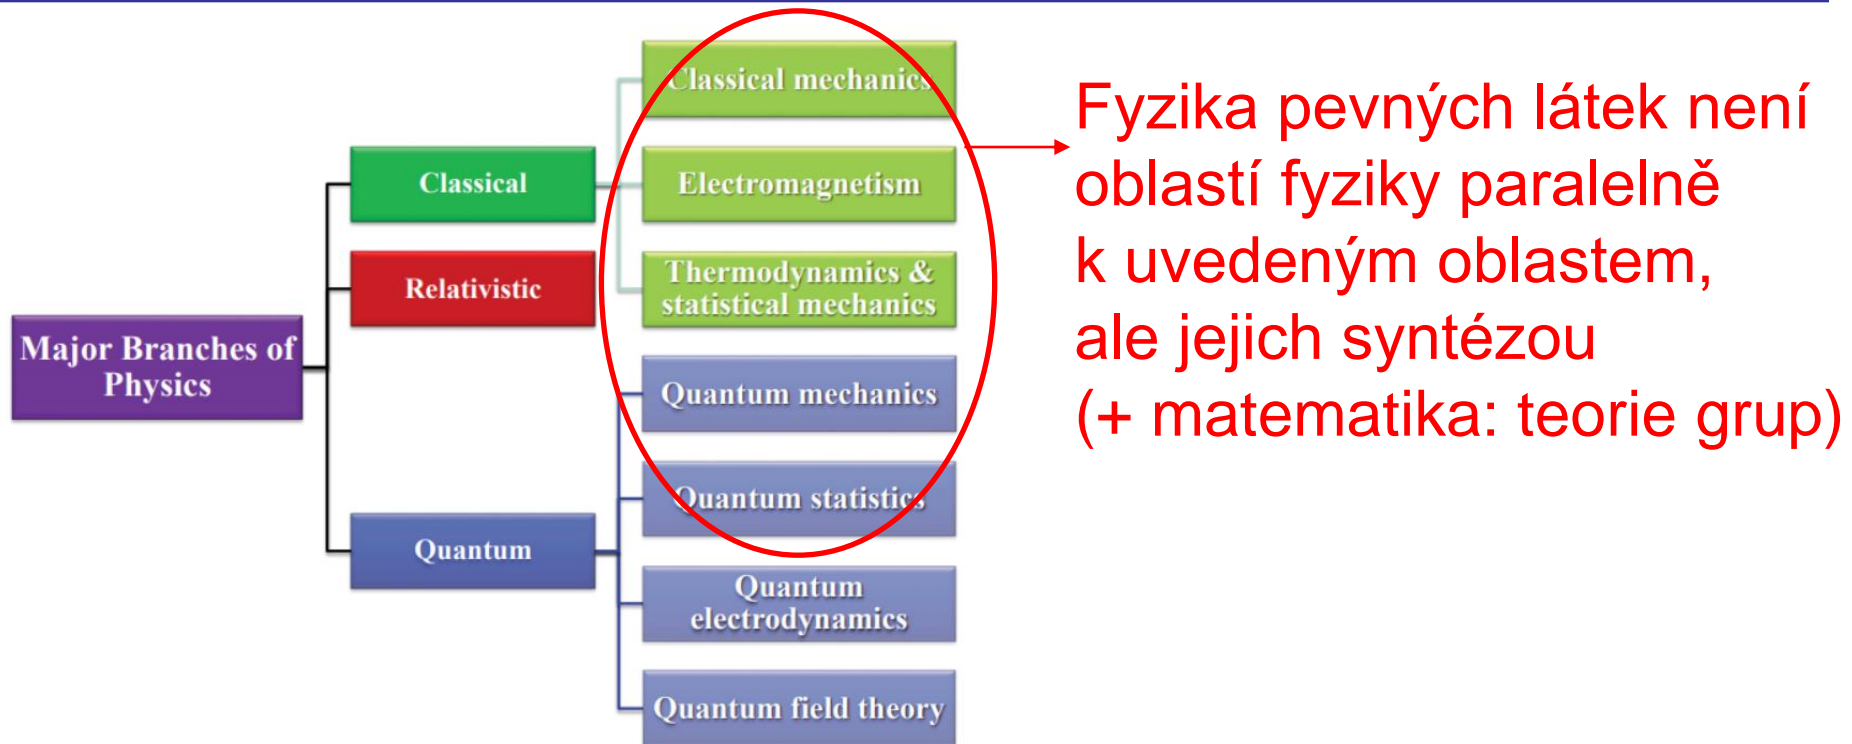 Major Branches of
Physics
Classical
Relativistic
Quantum
Classical mechanics
Electromagnetism
Thermodynamics &
statistical mechanics
Quantum mechanics
Quantum statistics
Quantum
electrodynamics
Quantum field theory
Fyzika pevných látek není
oblastí fyziky paralelně
k uvedeným oblastem,
ale jejich syntézou
(+ matematika: teorie grup)